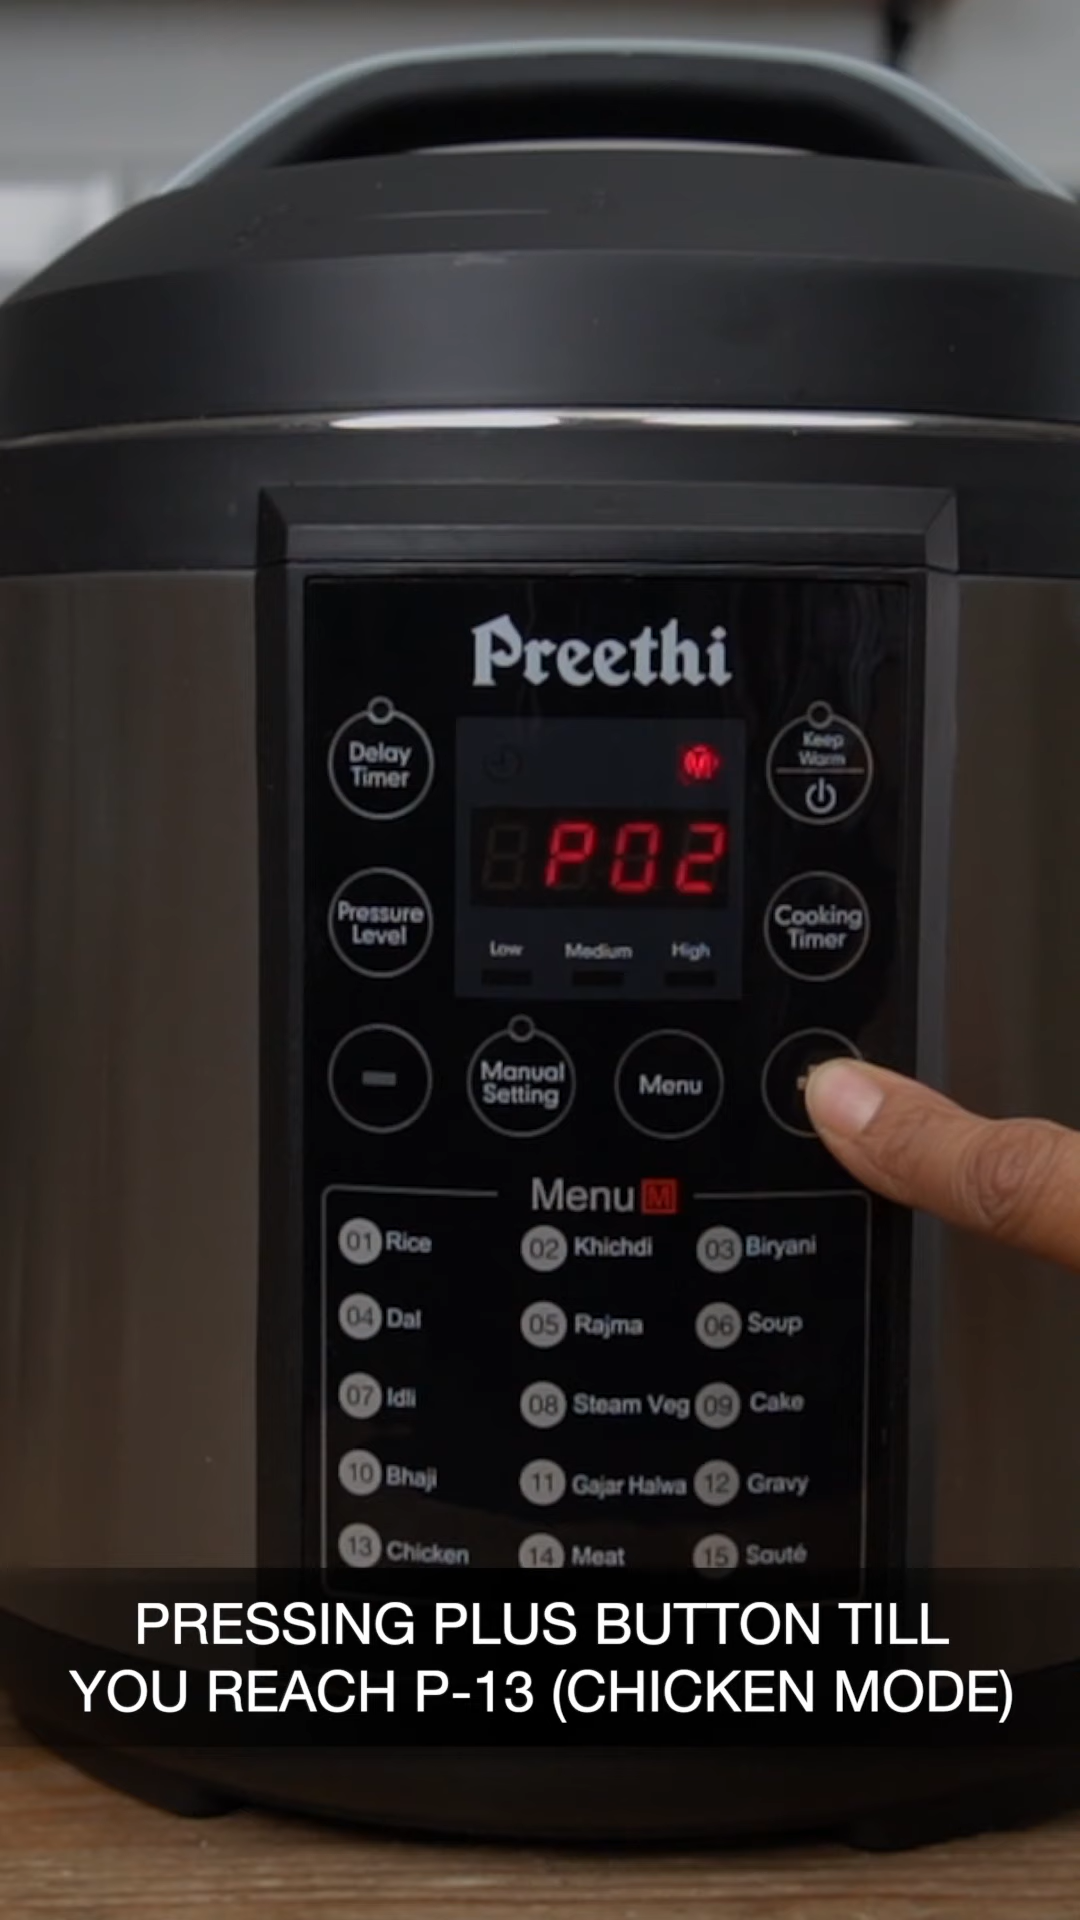 Preethi
Delay
Timer
M
Keep
Warm
P02
Pressure
Level
Cooking
Timer
Low Medium High
Manual
Setting
Menu
Menu M
01 Rice 02 Khichdi 03 Biryani
04 Dal 05 Rajma 06 Soup
07 Idli 08 Steam Veg 09 Cake
10 Bhaji 11 Gajar Halwa 12 Gravy
13 Chicken 14 Meat 15 Sauté
PRESSING PLUS BUTTON TILL
YOU REACH P-13 (CHICKEN MODE)